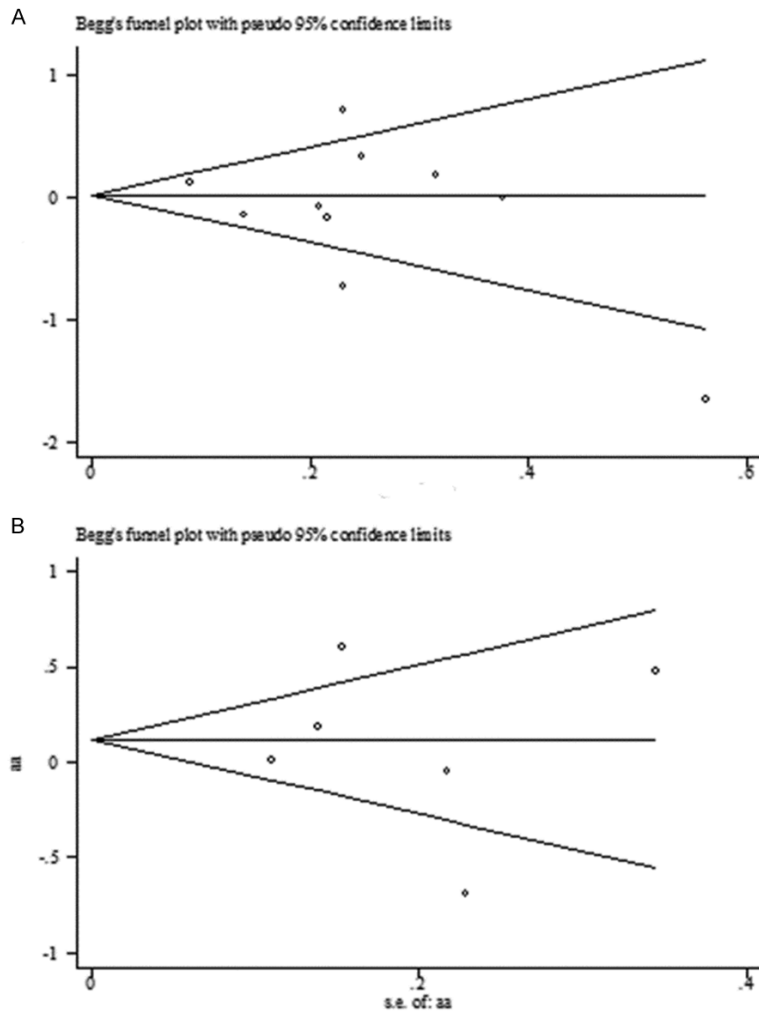 A
Begg's funnel plot with pseudo 95% confidence limits
1
0
-1
-2
0 .2 .4 .6
B
Begg's funnel plot with pseudo 95% confidence limits
1
.5
aa
0
-.5
-1
0 .2 .4
s.e. of: aa